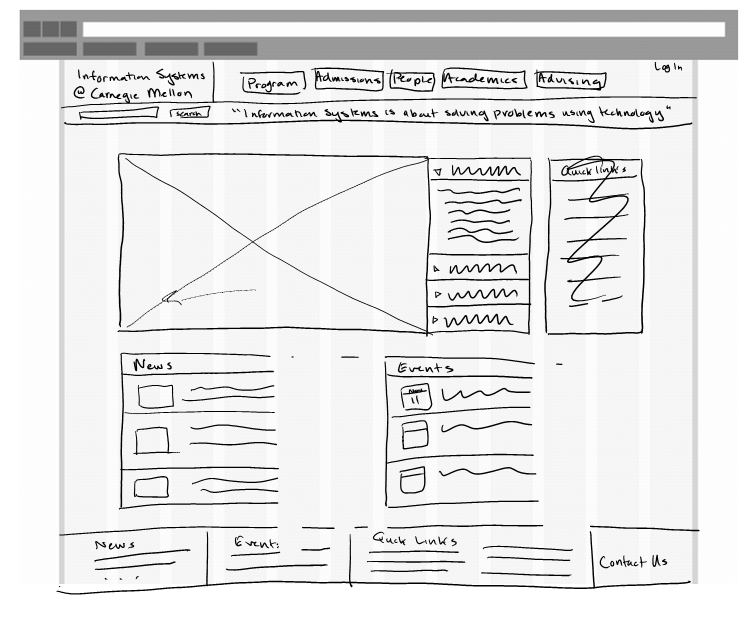 Log In
Information Systems
@ Carnegie Mellon
Program Admissions People Academics Advising
search "Information Systems is about solving problems using technology"
Quick links
News Events
Nov
11
News Events Quck Links
Contact Us